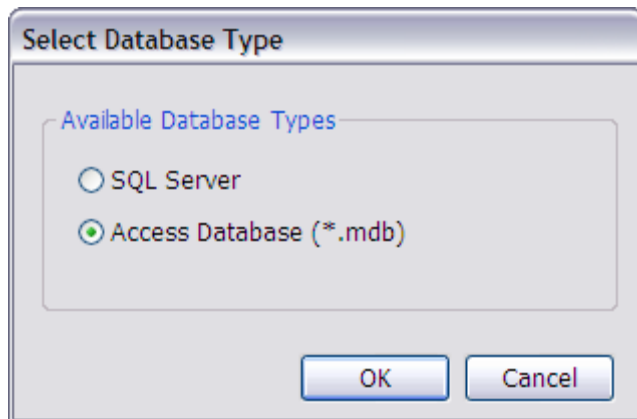 Select Database Type
Available Database Types
SQL Server
Access Database (*.mdb)
OK
Cancel